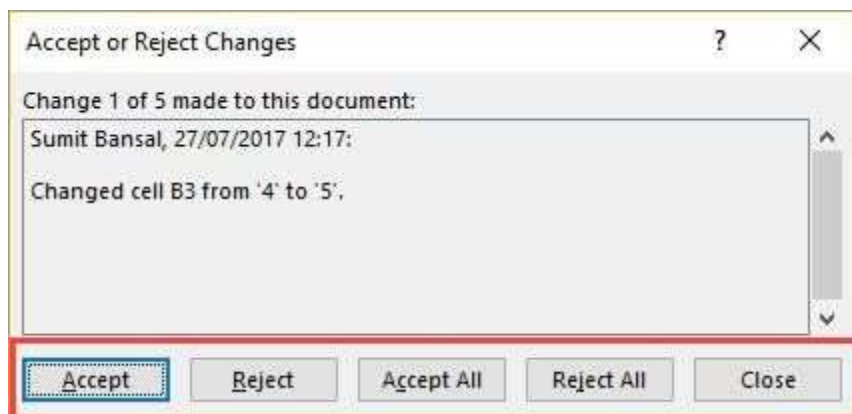 Accept or Reject Changes ?
Change 1 of 5 made to this document:
Sumit Bansal, 27/07/2017 12:17:
Changed cell B3 from '4' to '5'.
Accept Reject Accept All Reject All Close